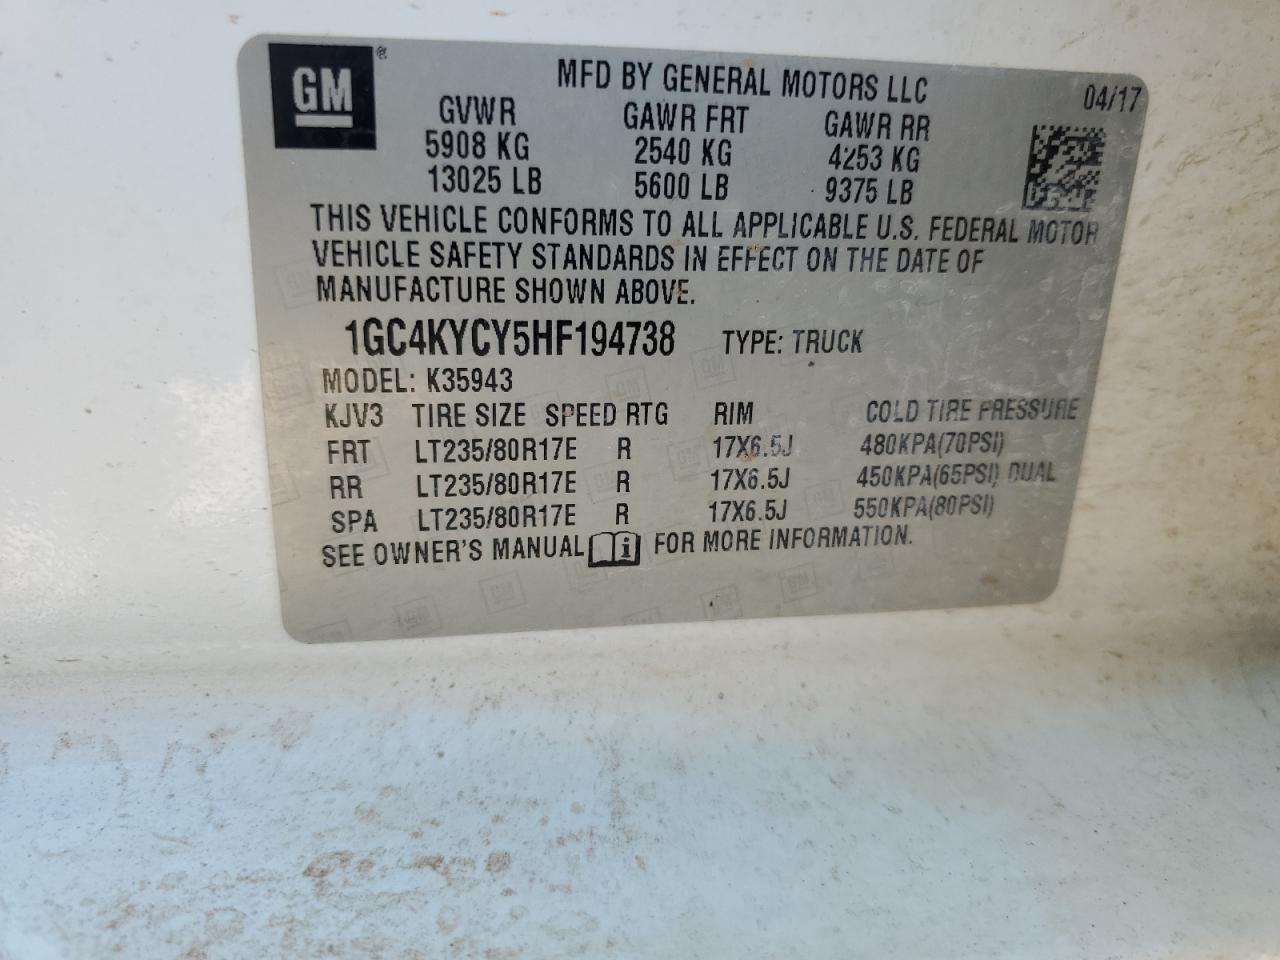 GM®
MFD BY GENERAL MOTORS LLC
04/17
GVWR GAWR FRT GAWR RR
5908 KG 2540 KG 4253 KG
13025 LB 5600 LB 9375 LB
THIS VEHICLE CONFORMS TO ALL APPLICABLE U.S. FEDERAL MOTOR
VEHICLE SAFETY STANDARDS IN EFFECT ON THE DATE OF
MANUFACTURE SHOWN ABOVE.
1GC4KYCY5HF194738 TYPE: TRUCK
MODEL: K35943
KJV3 TIRE SIZE SPEED RTG RIM COLD TIRE PRESSURE
FRT LT235/80R17E R 17X6.5J 480KPA(70PSI)
RR LT235/80R17E R 17X6.5J 450KPA(65PSI) DUAL
SPA LT235/80R17E R 17X6.5J 550KPA(80PSI)
SEE OWNER'S MANUAL i FOR MORE INFORMATION.